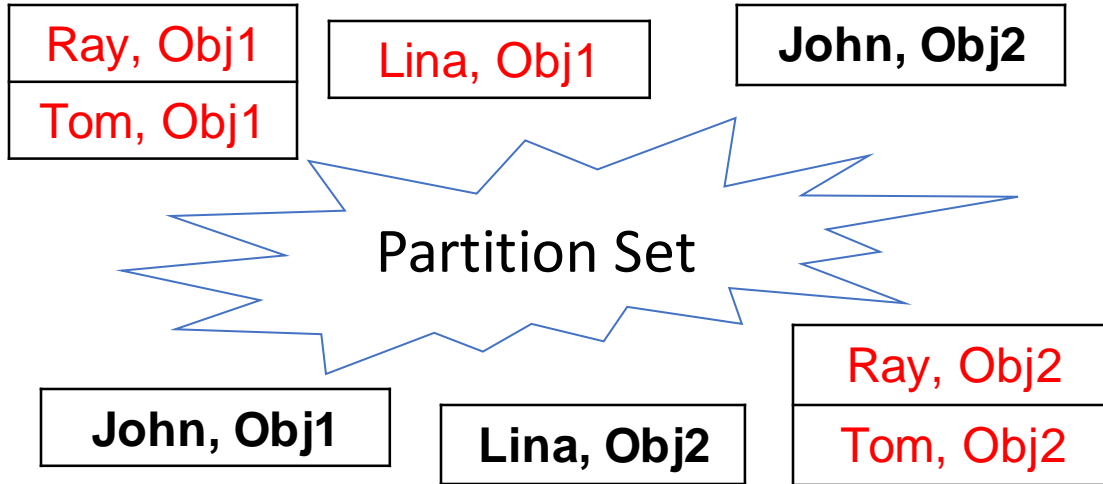 Ray, Obj1
Tom, Obj1
Lina, Obj1
John, Obj2
Partition Set
John, Obj1
Lina, Obj2
Ray, Obj2
Tom, Obj2